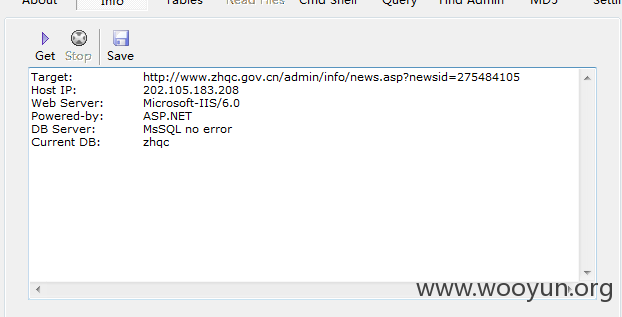 About Info Tables Read Files Cmd Shell Query Find Admin MD5 Settin
Get Stop Save
Target: http://www.zhqc.gov.cn/admin/info/news.asp?newsid=275484105
Host IP: 202.105.183.208
Web Server: Microsoft-IIS/6.0
Powered-by: ASP.NET
DB Server: MsSQL no error
Current DB: zhqc
www.wooyun.org